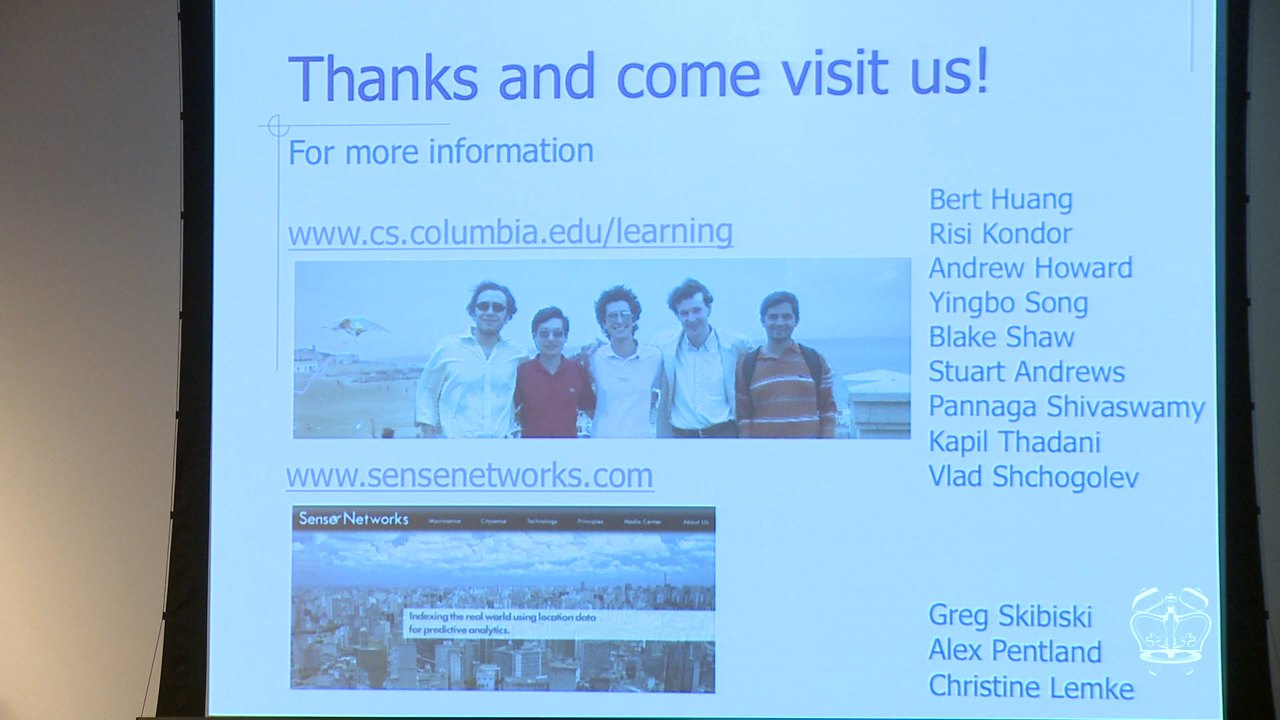 Thanks and come visit us!
For more information
www.cs.columbia.edu/learning
www.sensenetworks.com
Sense Networks
Macrosense Citysense Technology Principles Media Center About Us
Indexing the real world using location data
for predictive analytics.
Bert Huang
Risi Kondor
Andrew Howard
Yingbo Song
Blake Shaw
Stuart Andrews
Pannaga Shivaswamy
Kapil Thadani
Vlad Shchogolev
Greg Skibiski
Alex Pentland
Christine Lemke